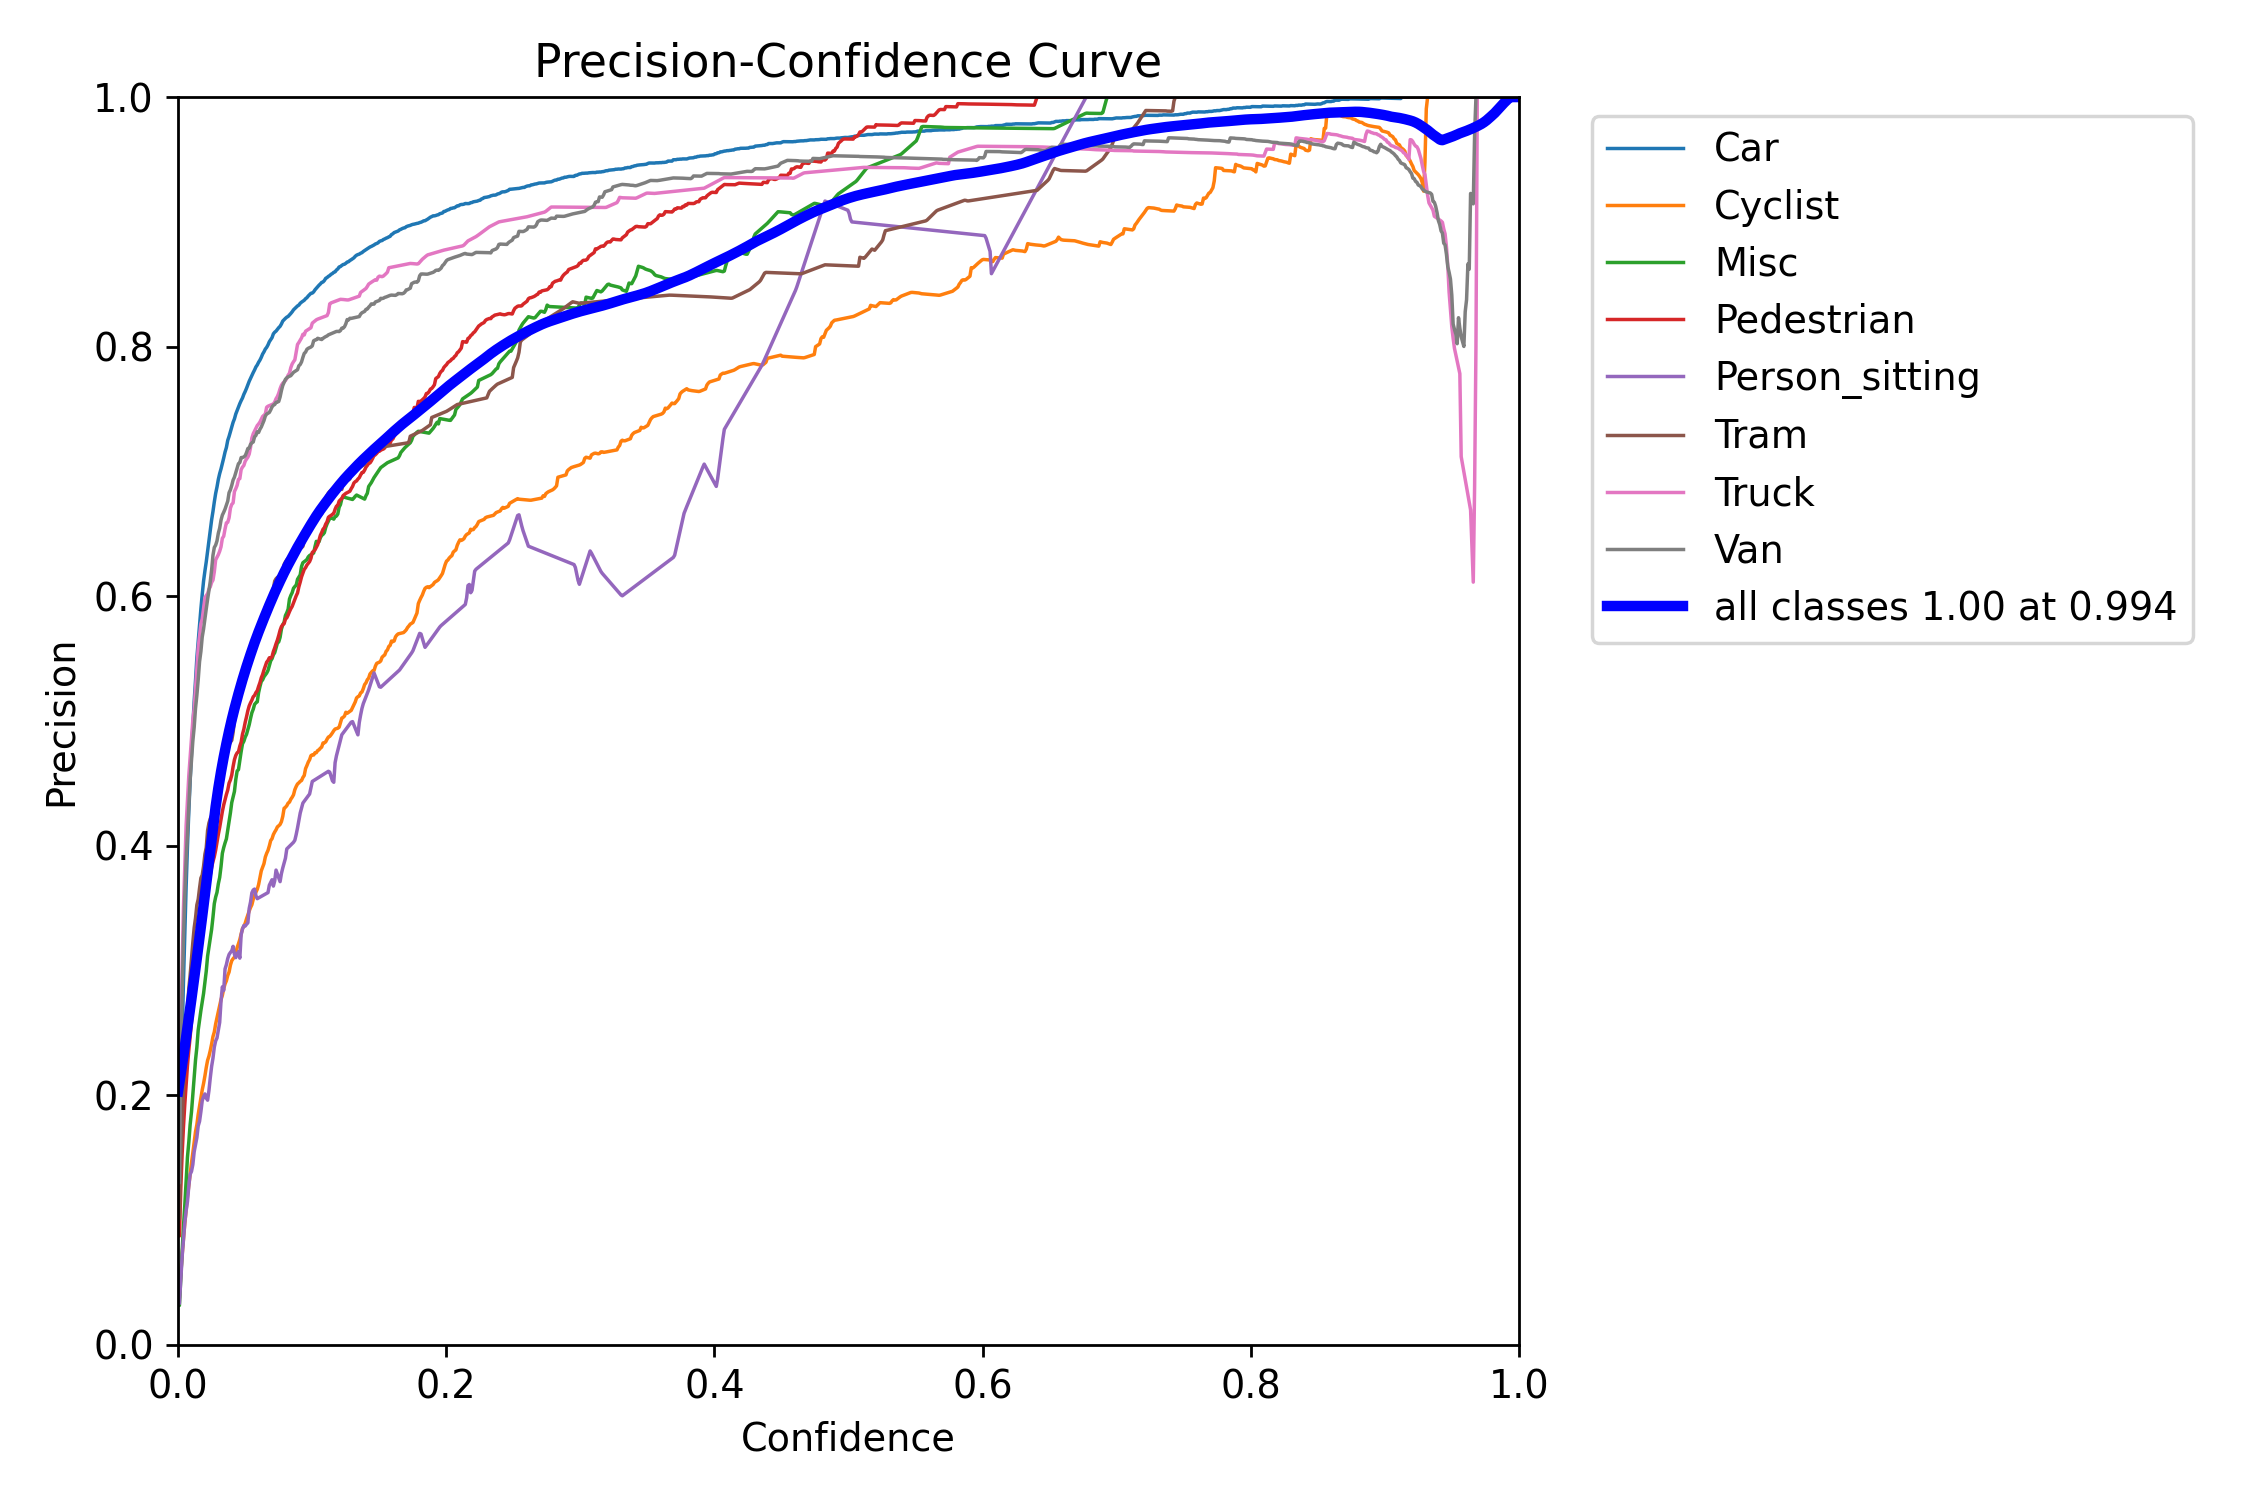 Precision-Confidence Curve
1.0
0.8
0.6
0.4
0.2
0.0
Precision
0.0 0.2 0.4 0.6 0.8 1.0
Confidence
Car
Cyclist
Misc
Pedestrian
Person_sitting
Tram
Truck
Van
all classes 1.00 at 0.994